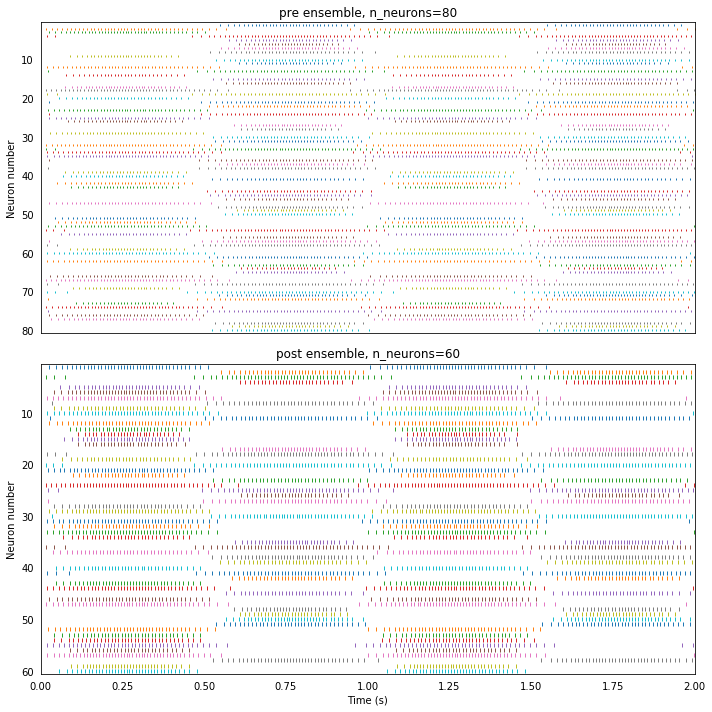 pre ensemble, n_neurons=80
10
20
30
40
50
60
70
80
Neuron number
post ensemble, n_neurons=60
10
20
30
40
50
60
Neuron number
0.00 0.25 0.50 0.75 1.00 1.25 1.50 1.75 2.00
Time (s)